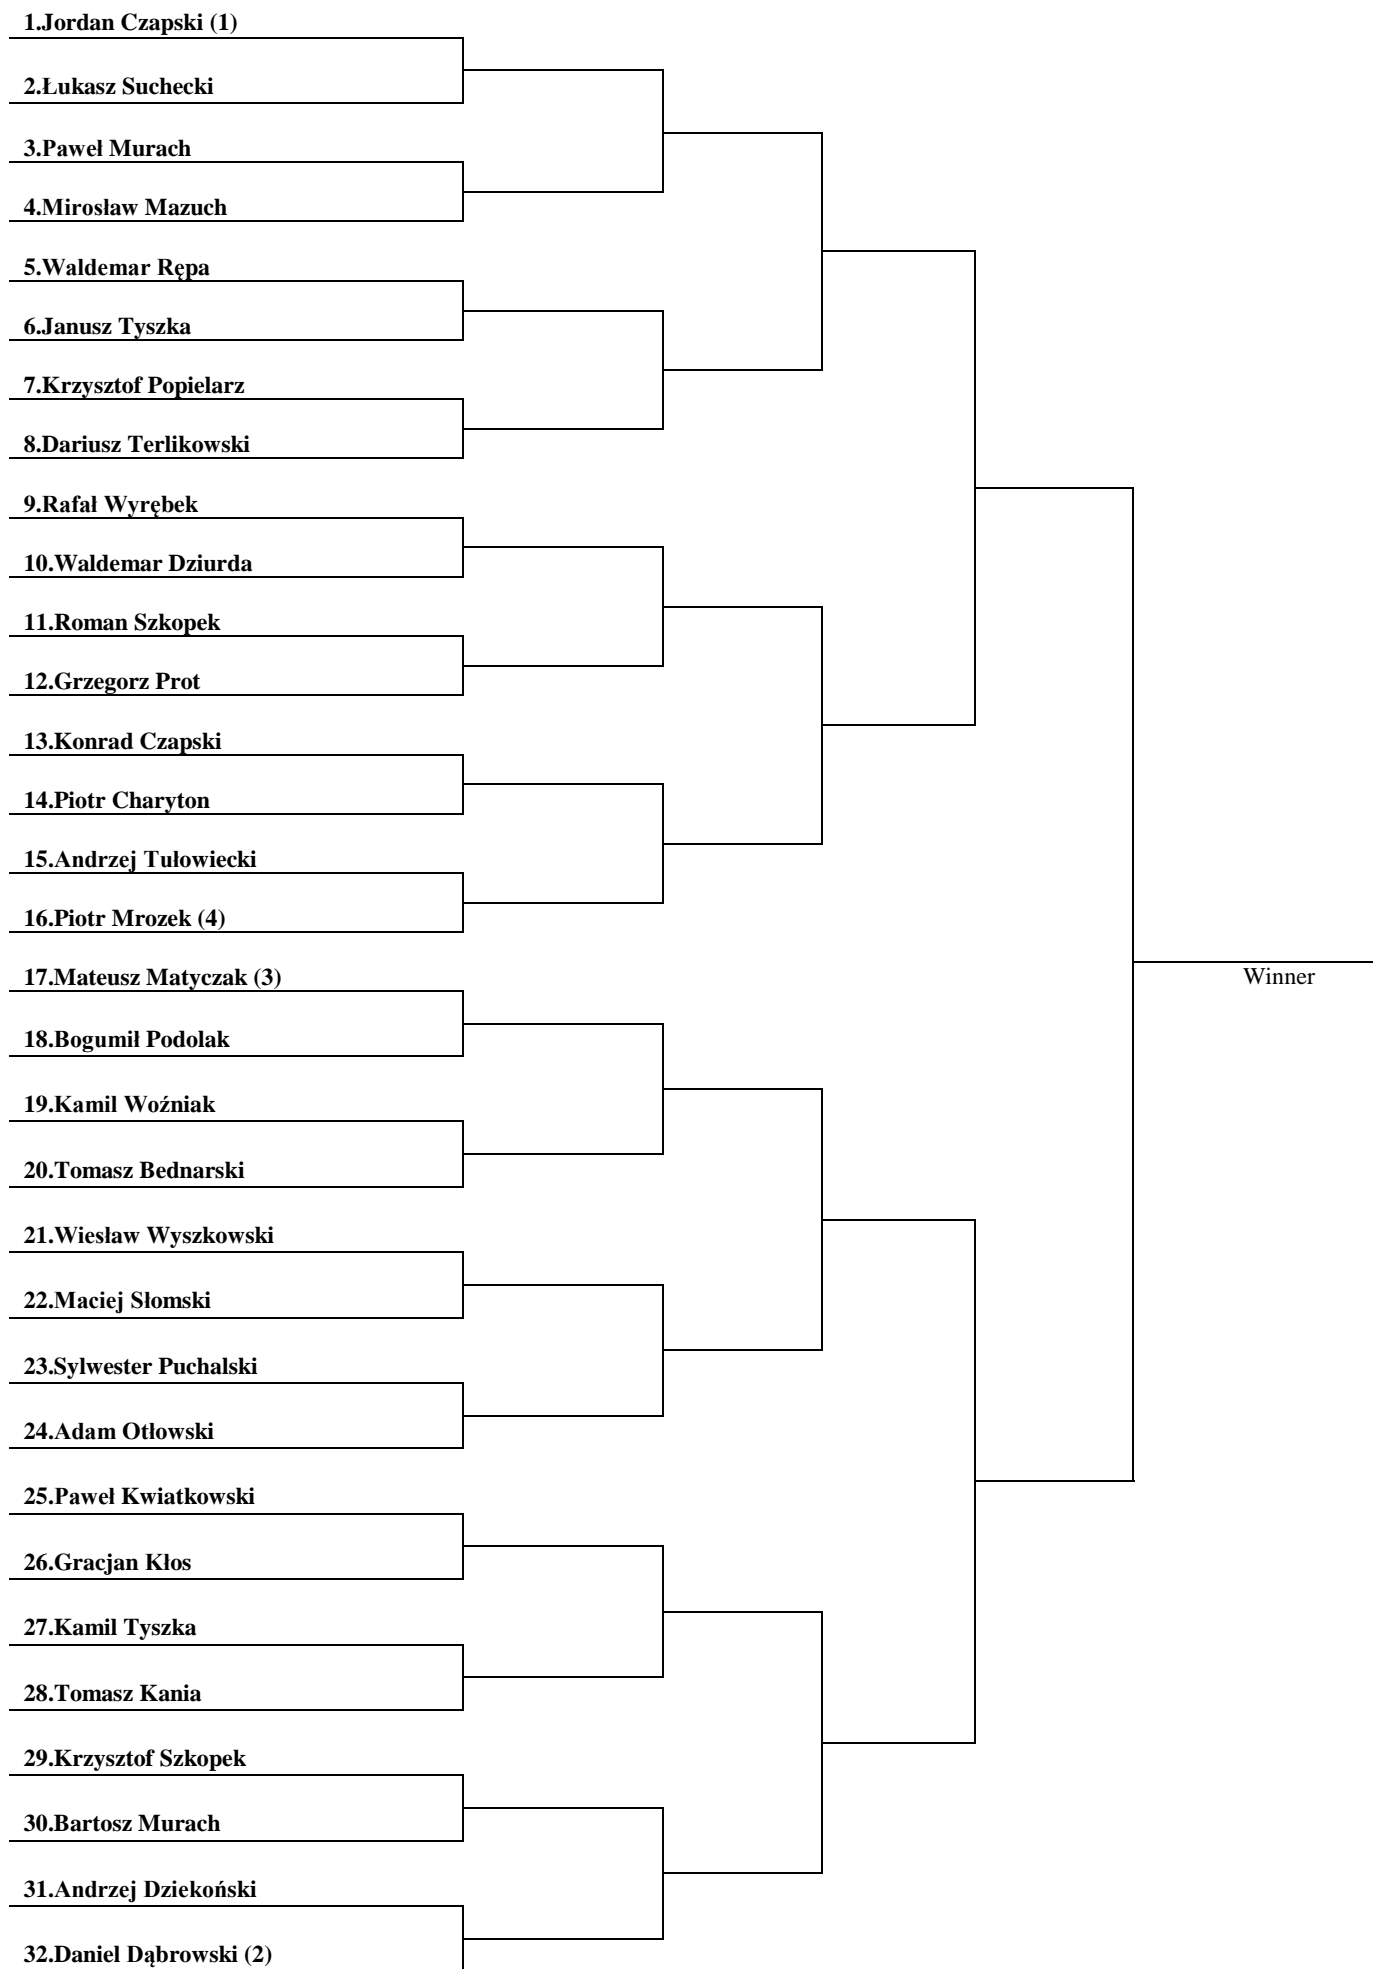 1.Jordan Czapski (1)
2.Łukasz Suchecki
3.Paweł Murach
4.Mirosław Mazuch
5.Waldemar Rępa
6.Janusz Tyszka
7.Krzysztof Popielarz
8.Dariusz Terlikowski
9.Rafał Wyrębek
10.Waldemar Dziurda
11.Roman Szkopek
12.Grzegorz Prot
13.Konrad Czapski
14.Piotr Charyton
15.Andrzej Tułowiecki
16.Piotr Mrozek (4)
17.Mateusz Matyczak (3)
Winner
18.Bogumił Podolak
19.Kamil Woźniak
20.Tomasz Bednarski
21.Wiesław Wyszkowski
22.Maciej Słomski
23.Sylwester Puchalski
24.Adam Otłowski
25.Paweł Kwiatkowski
26.Gracjan Kłos
27.Kamil Tyszka
28.Tomasz Kania
29.Krzysztof Szkopek
30.Bartosz Murach
31.Andrzej Dziekoński
32.Daniel Dąbrowski (2)